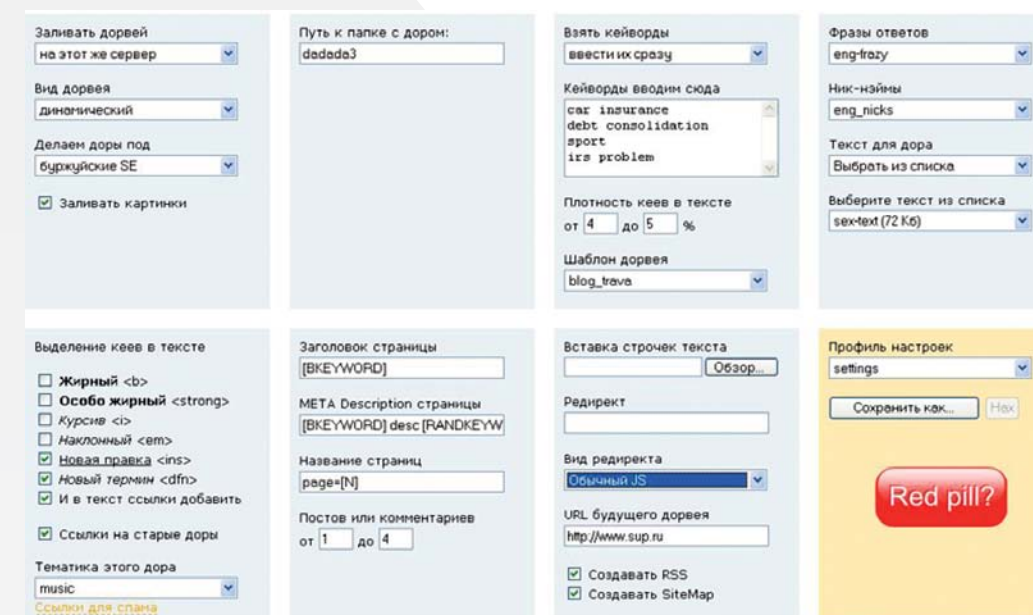 Заливать дорвей
на этот же сервер
Вид дорвея
динамический
Делаем доры под
буржуйские SE
Заливать картинки
Путь к папке с дором:
dadada3
Взять кейворды
ввести их сразу
Кейворды вводим сюда
car insurance
debt consolidation
sport
irs problem
Плотность кеев в тексте
от 4 до 5 %
Шаблон дорвея
blog_trava
Фразы ответов
eng-frazy
Ник-нэймы
eng_nicks
Текст для дора
Выбрать из списка
Выберите текст из списка
sex-text (72 Кб)
Выделение кеев в тексте
Жирный <b>
Особо жирный <strong>
Курсив <i>
Наклонный <em>
Новая правка <ins>
Новый термин <dfn>
И в текст ссылки добавить
Ссылки на старые доры
Тематика этого дора
music
Ссылки для спама
Заголовок страницы
[BKEYWORD]
META Description страницы
[BKEYWORD] desc [RANDKEYW
Название страниц
page=[N]
Постов или комментариев
от 1 до 4
Вставка строчек текста
Обзор...
Редирект
Вид редиректа
Обычный JS
URL будущего дорвея
http://www.sup.ru
Создавать RSS
Создавать SiteMap
Профиль настроек
settings
Сохранить как...
Нах
Red pill?